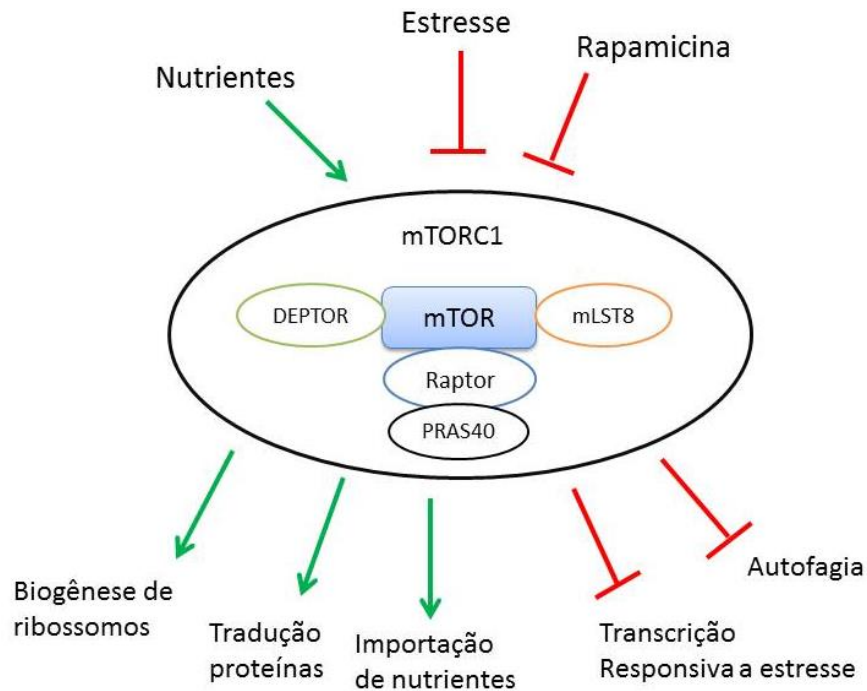 Estresse
Rapamicina
Nutrientes
mTORC1
DEPTOR
mTOR
mLST8
Raptor
PRAS40
Biogênese de
ribossomos
Tradução
proteínas
Importação
de nutrientes
Transcrição
Responsiva a estresse
Autofagia